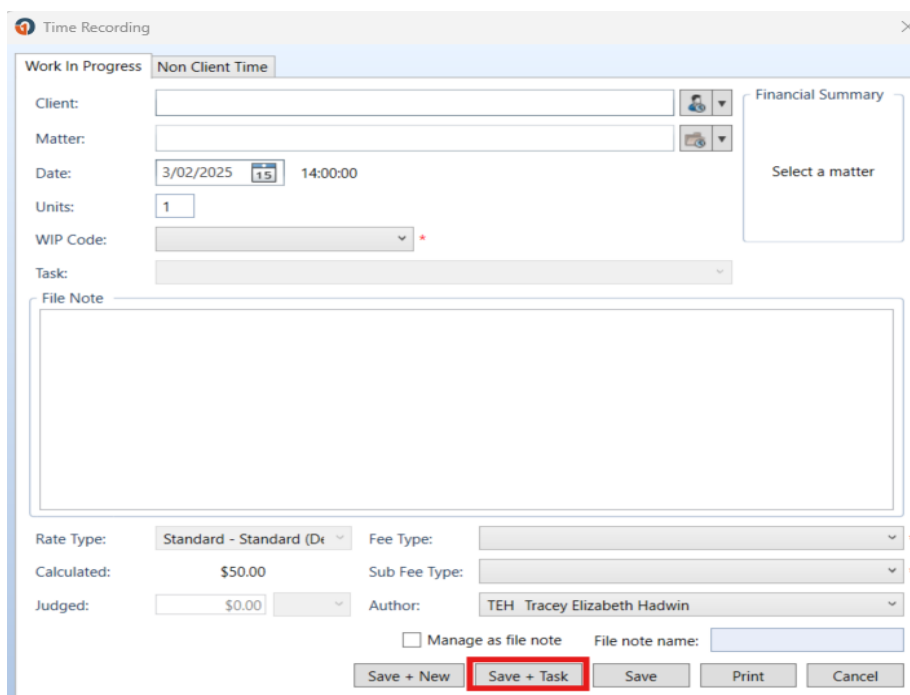 Time Recording
Work In Progress Non Client Time
Client:
Financial Summary
Matter:
Select a matter
Date: 3/02/2025 15 14:00:00
Units: 1
WIP Code: *
Task:
File Note
Rate Type: Standard - Standard (De Fee Type:
Calculated: $50.00 Sub Fee Type:
Judged: $0.00 Author: TEH Tracey Elizabeth Hadwin
Manage as file note File note name:
Save + New Save + Task Save Print Cancel